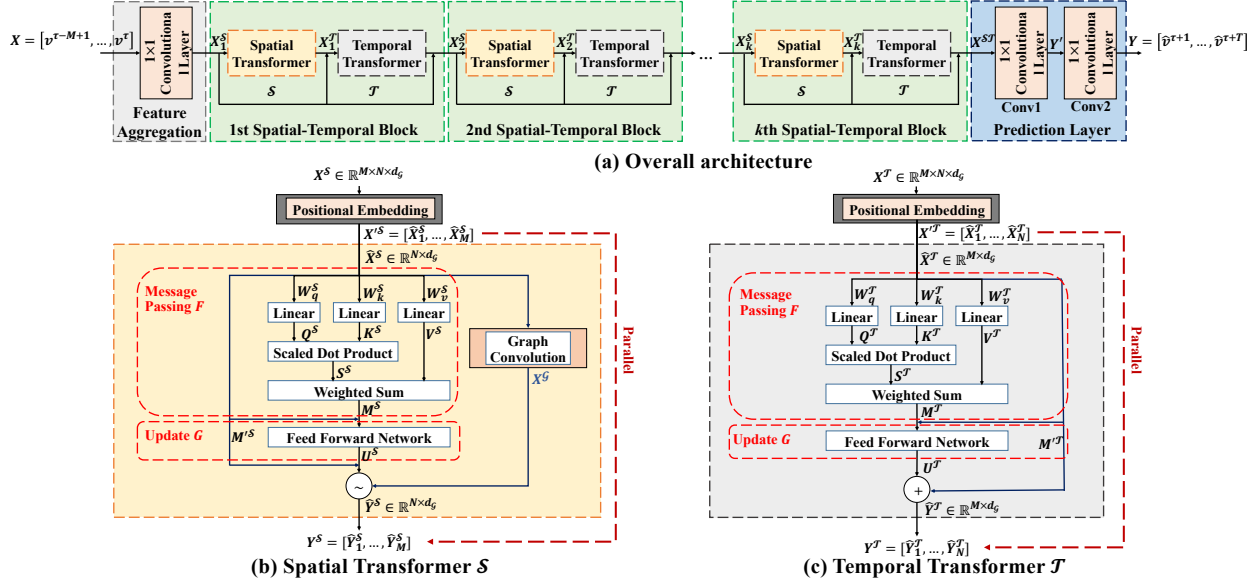 X = [v^{τ−M+1}, …, v^τ]
1×1
Convolutiona
l Layer
Feature
Aggregation
X_1^𝒮
Spatial
Transformer
X_1^𝒯
Temporal
Transformer
𝒮
𝒯
1st Spatial-Temporal Block
X_2^𝒮
Spatial
Transformer
X_2^𝒯
Temporal
Transformer
𝒮
𝒯
2nd Spatial-Temporal Block
…
X_k^𝒮
Spatial
Transformer
X_k^𝒯
Temporal
Transformer
𝒮
𝒯
kth Spatial-Temporal Block
X^{𝒮𝒯}
1×1
Convolutiona
l Layer
Conv1
Y′
1×1
Convolutiona
l Layer
Conv2
Prediction Layer
Y = [v̂^{τ+1}, …, v̂^{τ+T}]
(a) Overall architecture
X^𝒮 ∈ ℝ^{M×N×d_𝒢}
Positional Embedding
X′^𝒮 = [X̂_1^𝒮, …, X̂_M^𝒮]
X̂^𝒮 ∈ ℝ^{N×d_𝒢}
Message
Passing F
W_q^𝒮
W_k^𝒮
W_v^𝒮
Linear
Linear
Linear
Q^𝒮
K^𝒮
V^𝒮
Scaled Dot Product
S^𝒮
Weighted Sum
M^𝒮
Graph
Convolution
X^𝒢
Update G
M′^𝒮
Feed Forward Network
U^𝒮
~
Ŷ^𝒮 ∈ ℝ^{N×d_𝒢}
Parallel
Y^𝒮 = [Ŷ_1^𝒮, …, Ŷ_M^𝒮]
(b) Spatial Transformer 𝒮
X^𝒯 ∈ ℝ^{M×N×d_𝒢}
Positional Embedding
X′^𝒯 = [X̂_1^𝒯, …, X̂_N^𝒯]
X̂^𝒯 ∈ ℝ^{M×d_𝒢}
Message
Passing F
W_q^𝒯
W_k^𝒯
W_v^𝒯
Linear
Linear
Linear
Q^𝒯
K^𝒯
V^𝒯
Scaled Dot Product
S^𝒯
Weighted Sum
M^𝒯
Update G
Feed Forward Network
M′^𝒯
U^𝒯
+
Ŷ^𝒯 ∈ ℝ^{M×d_𝒢}
Parallel
Y^𝒯 = [Ŷ_1^𝒯, …, Ŷ_N^𝒯]
(c) Temporal Transformer 𝒯